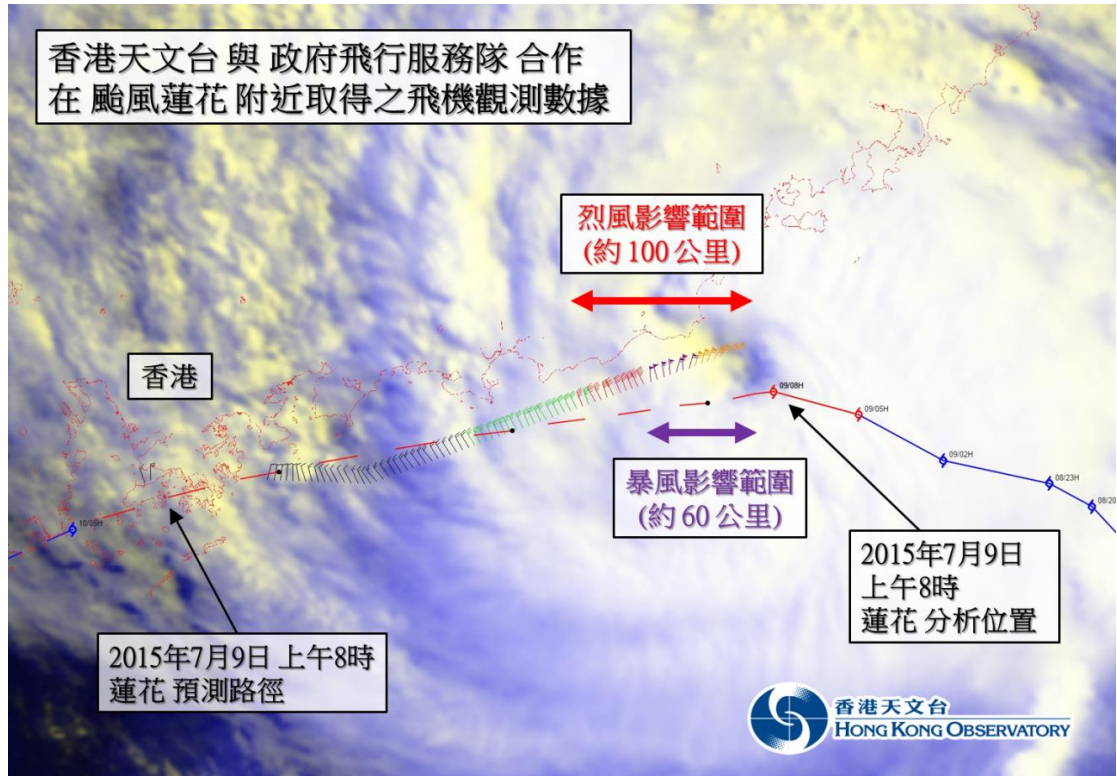 香港天文台 與 政府飛行服務隊 合作
在 颱風蓮花 附近取得之飛機觀測數據
烈風影響範圍
(約 100 公里)
香港
09/08H
09/05H
09/02H
08/23H
08/20
暴風影響範圍
(約 60 公里)
10/05H
2015年7月9日
上午8時
蓮花 分析位置
2015年7月9日 上午8時
蓮花 預測路徑
香港天文台
HONG KONG OBSERVATORY